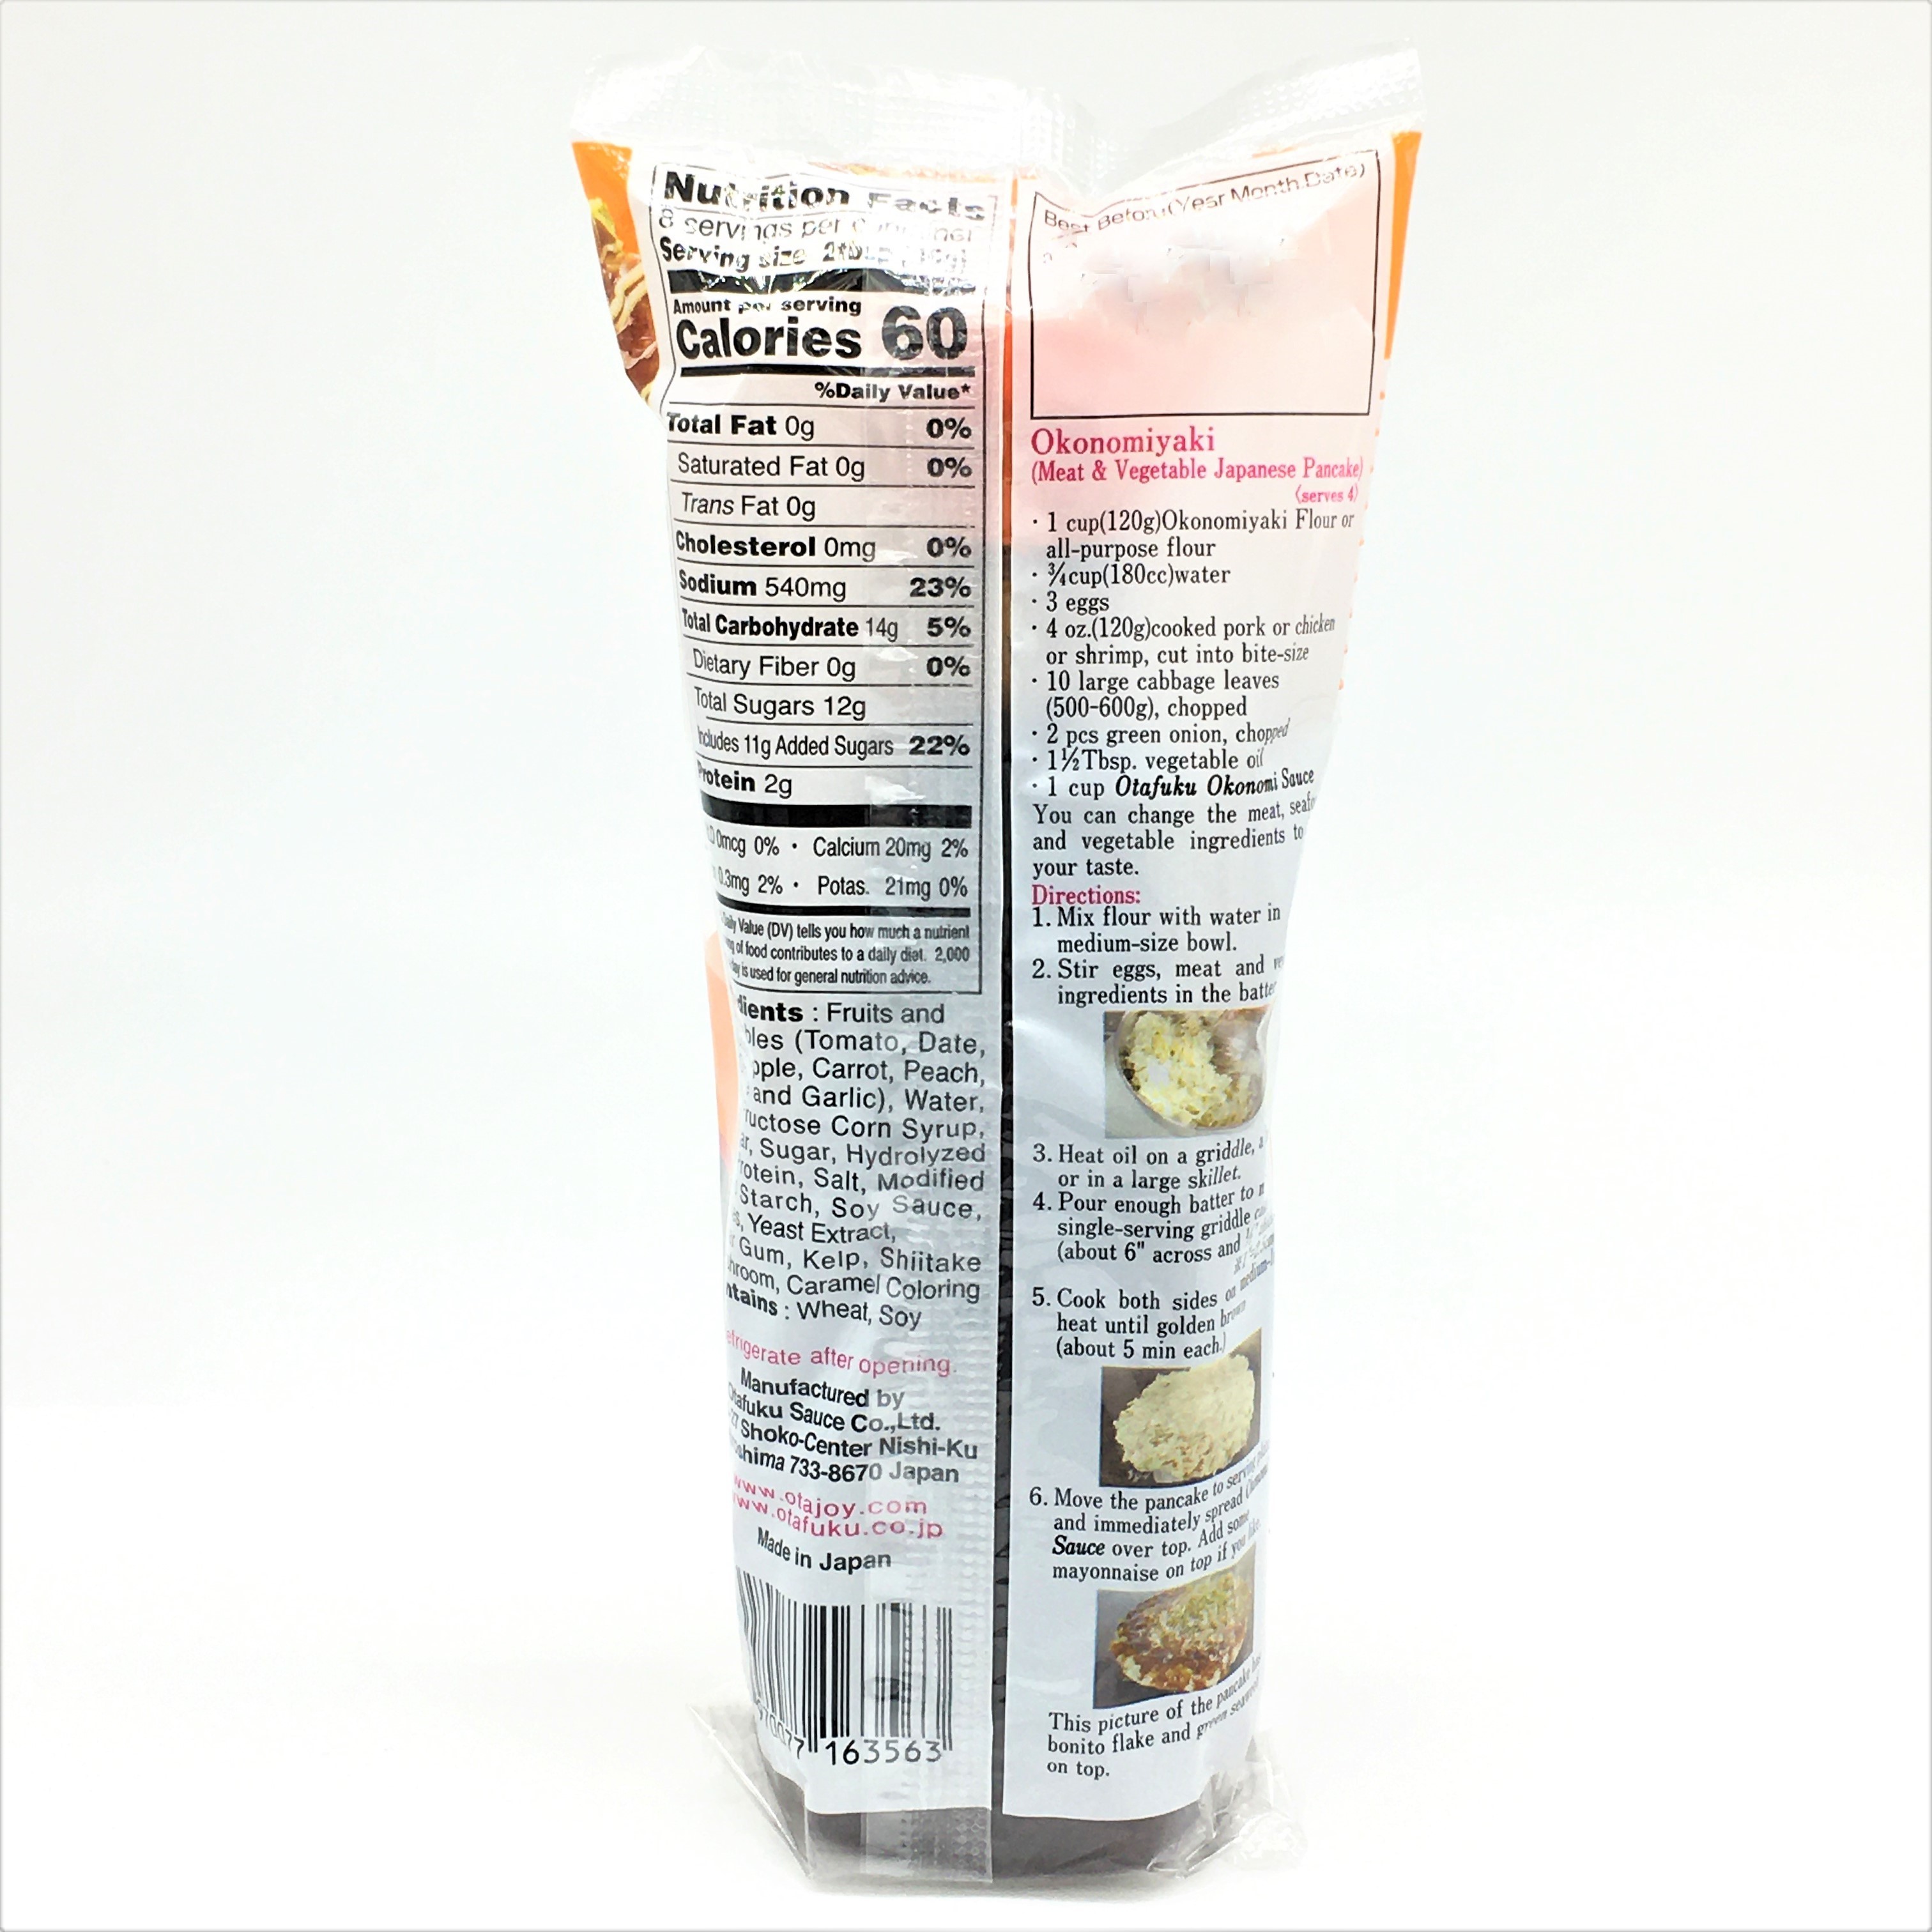 Nutrition Facts
8 servings per
Serving size
Amount per serving
Calories 60
%Daily Value*
Total Fat 0g 0%
Saturated Fat 0g 0%
Trans Fat 0g
Cholesterol 0mg 0%
Sodium 540mg 23%
Total Carbohydrate 14g 5%
Dietary Fiber 0g 0%
Total Sugars 12g
Includes 11g Added Sugars 22%
Protein 2g
0mcg 0% • Calcium 20mg 2%
0.3mg 2% • Potas. 21mg 0%
Daily Value (DV) tells you how much a nutrient
of food contributes to a daily diet. 2,000
is used for general nutrition advice.
: Fruits and
(Tomato, Date,
Carrot, Peach,
and Garlic), Water,
Corn Syrup,
Sugar, Hydrolyzed
Salt, Modified
Starch, Soy Sauce,
Yeast Extract,
Gum, Kelp, Shiitake
Caramel Coloring
: Wheat, Soy
after opening.
Manufactured by
Otafuku Sauce Co.,Ltd.
Shoko-Center Nishi-Ku
733-8670 Japan
www.otajoy.com
www.otafuku.co.jp
Made in Japan
163563
Best Before(Year Month.Date)
Okonomiyaki
(Meat & Vegetable Japanese Pancake)
(serves 4)
· 1 cup(120g)Okonomiyaki Flour or
all-purpose flour
· ¾cup(180cc)water
· 3 eggs
· 4 oz.(120g)cooked pork or chicken
or shrimp, cut into bite-size
· 10 large cabbage leaves
(500-600g), chopped
· 2 pcs green onion, chopped
· 1½Tbsp. vegetable oil
· 1 cup Otafuku Okonomi Sauce
You can change the meat,
and vegetable ingredients to
your taste.
Directions:
1. Mix flour with water in
medium-size bowl.
2. Stir eggs, meat and
ingredients in the batter
3. Heat oil on a griddle,
or in a large skillet.
4. Pour enough batter to
single-serving griddle
(about 6" across and
5. Cook both sides on medium-
heat until golden brown
(about 5 min each.)
6. Move the pancake to serving
and immediately spread
Sauce over top. Add some
mayonnaise on top if you like.
This picture of the pancake
bonito flake and green
on top.